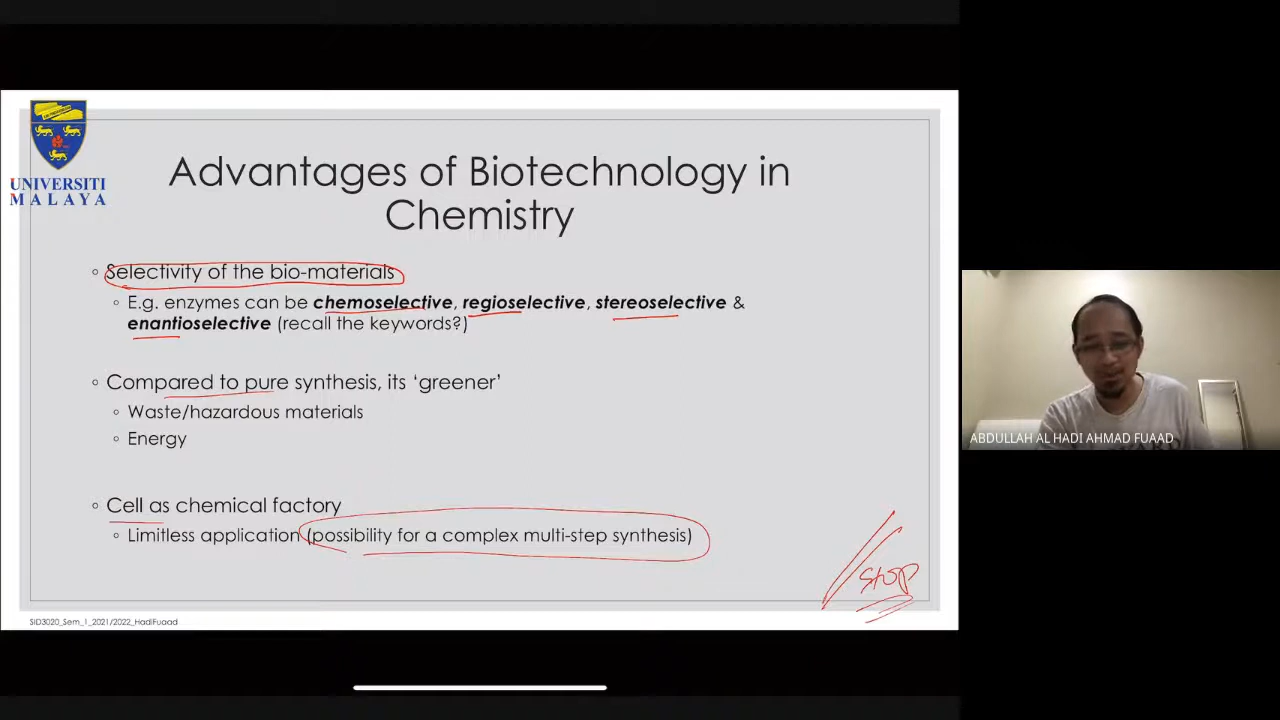 UNIVERSITI
MALAYA
Advantages of Biotechnology in
Chemistry
Selectivity of the bio-materials
E.g. enzymes can be chemoselective, regioselective, stereoselective &
enantioselective (recall the keywords?)
Compared to pure synthesis, its ‘greener’
Waste/hazardous materials
Energy
Cell as chemical factory
Limitless application (possibility for a complex multi-step synthesis)
stop
SID3020_Sem_1_2021/2022_HadiFuaad
ABDULLAH AL HADI AHMAD FUAAD